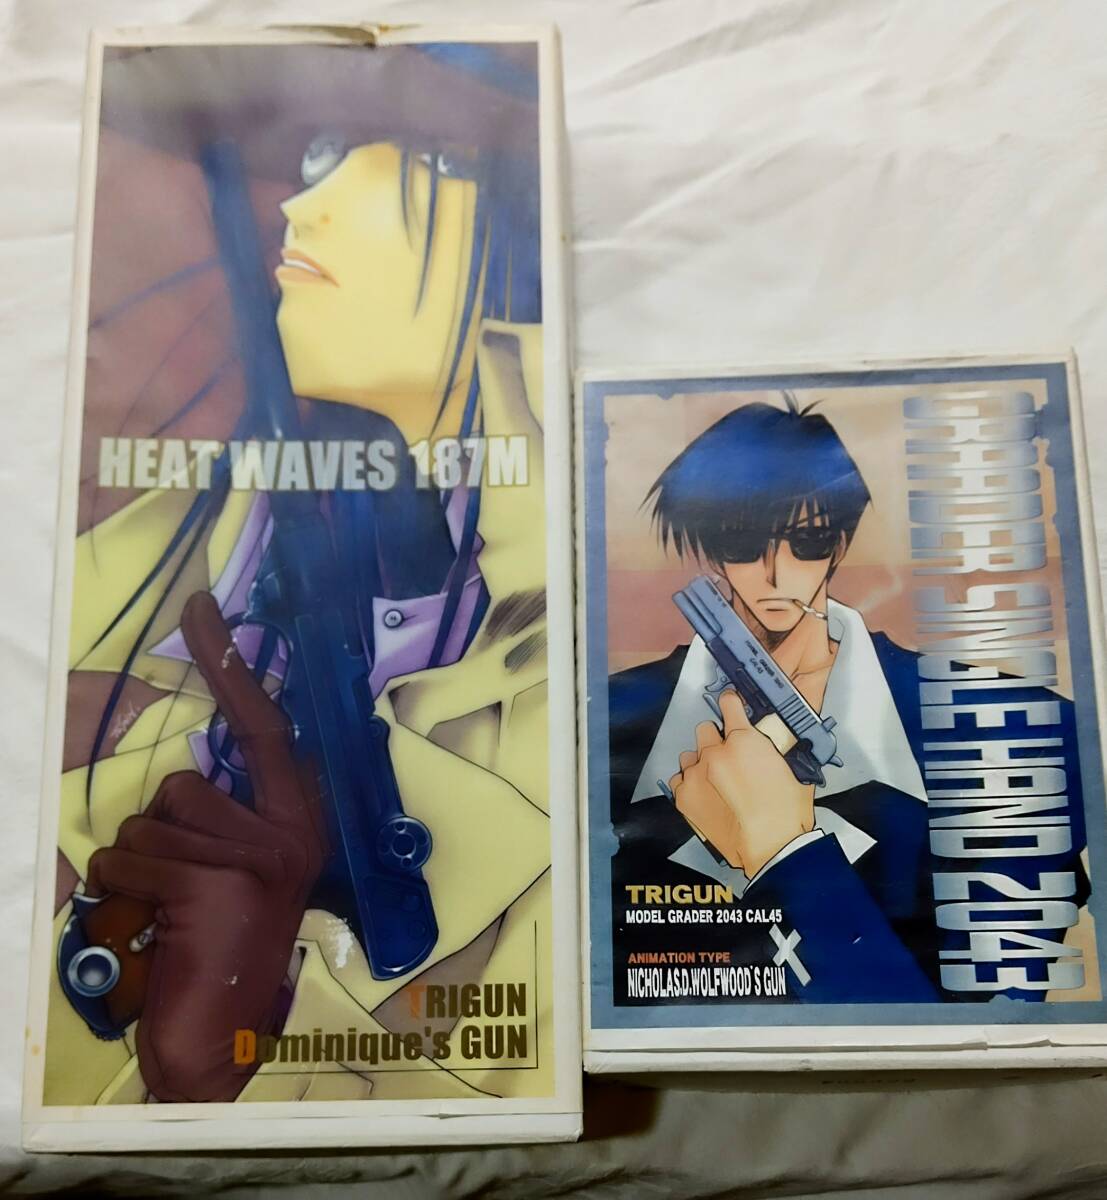 HEAT WAVES 187M
TRIGUN
Dominique's GUN
GRADER SINGLE HAND 2043
TRIGUN
MODEL GRADER 2043 CAL45
ANIMATION TYPE
NICHOLAS.D.WOLFWOOD'S GUN